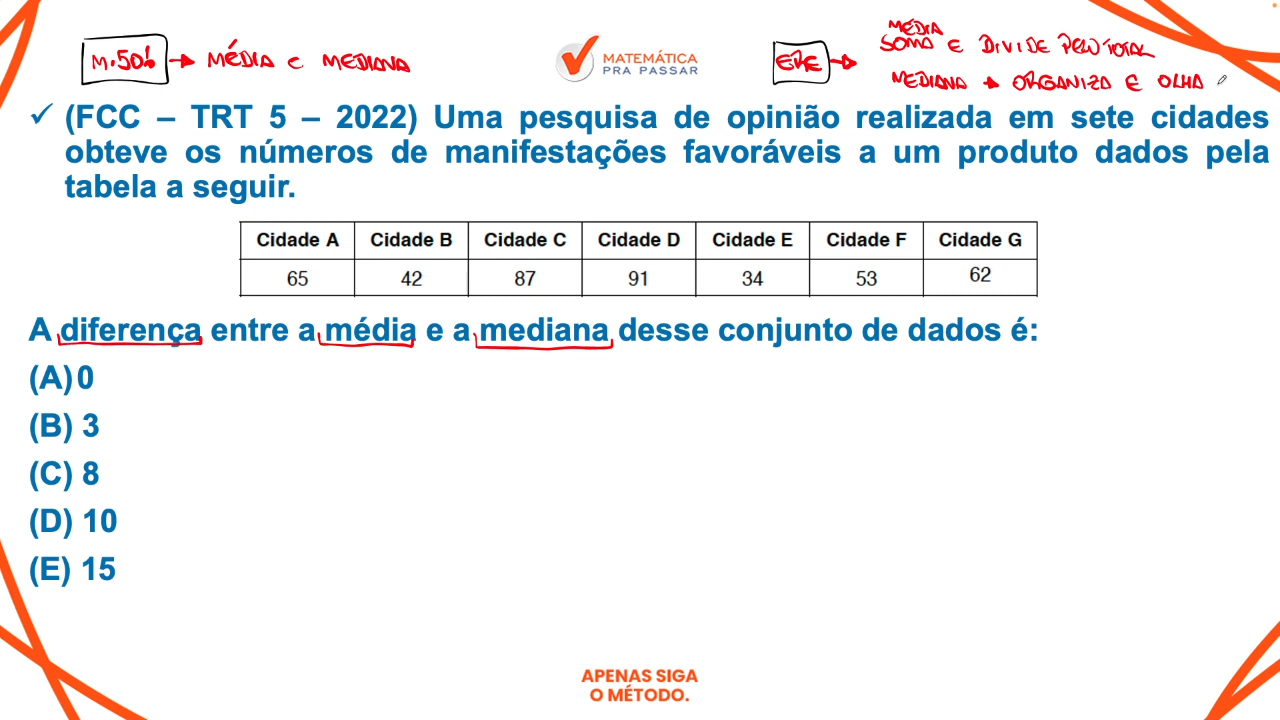 M.50% → MÉDIA E MEDIANA
MATEMÁTICA
PRA PASSAR
MÉDIA
SOMA E DIVIDE PELO TOTAL
MEDIANA → ORGANIZA E OLHA
✓ (FCC – TRT 5 – 2022) Uma pesquisa de opinião realizada em sete cidades
obteve os números de manifestações favoráveis a um produto dados pela
tabela a seguir.
Cidade A Cidade B Cidade C Cidade D Cidade E Cidade F Cidade G
65 42 87 91 34 53 62
A diferença entre a média e a mediana desse conjunto de dados é:
(A) 0
(B) 3
(C) 8
(D) 10
(E) 15
APENAS SIGA
O MÉTODO.